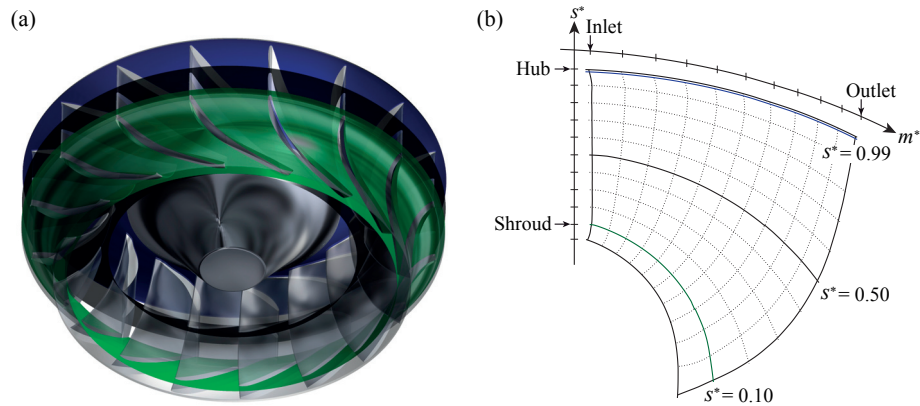 (a)
(b)
s*
Inlet
Hub
Outlet
m*
s* = 0.99
Shroud
s* = 0.50
s* = 0.10